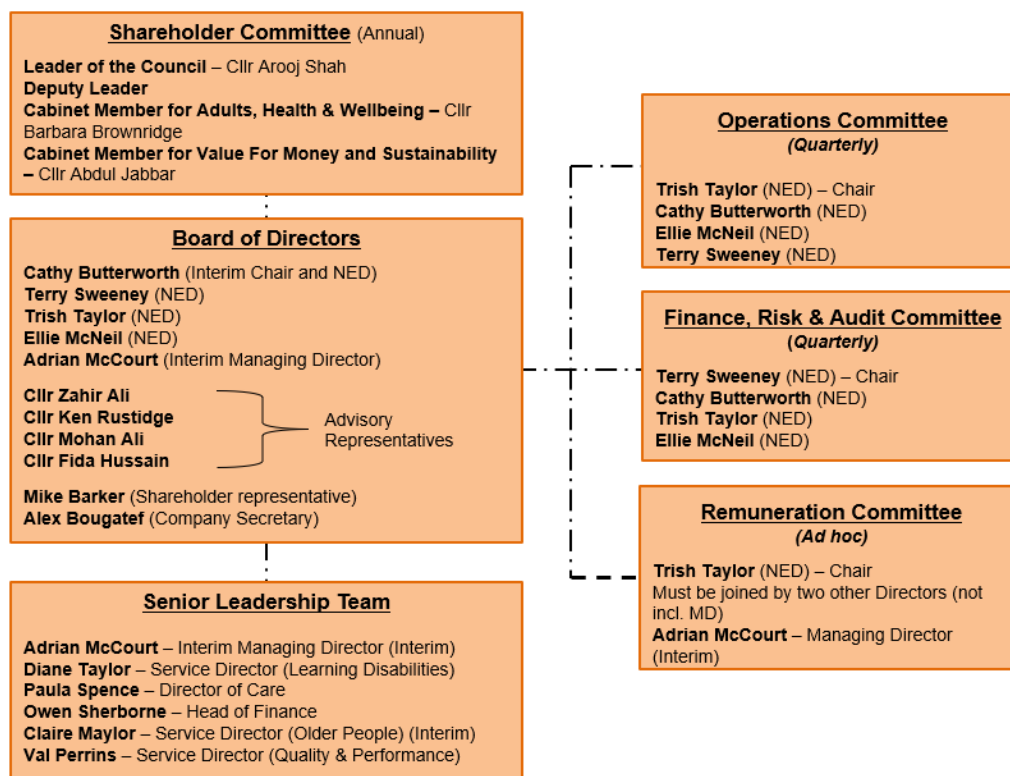 Shareholder Committee (Annual)
Leader of the Council – Cllr Arooj Shah
Deputy Leader
Cabinet Member for Adults, Health & Wellbeing – Cllr
Barbara Brownridge
Cabinet Member for Value For Money and Sustainability
– Cllr Abdul Jabbar
Board of Directors
Cathy Butterworth (Interim Chair and NED)
Terry Sweeney (NED)
Trish Taylor (NED)
Ellie McNeil (NED)
Adrian McCourt (Interim Managing Director)
Cllr Zahir Ali
Cllr Ken Rustidge
Cllr Mohan Ali
Cllr Fida Hussain
Advisory
Representatives
Mike Barker (Shareholder representative)
Alex Bougatef (Company Secretary)
Senior Leadership Team
Adrian McCourt – Interim Managing Director (Interim)
Diane Taylor – Service Director (Learning Disabilities)
Paula Spence – Director of Care
Owen Sherborne – Head of Finance
Claire Maylor – Service Director (Older People) (Interim)
Val Perrins – Service Director (Quality & Performance)
Operations Committee
(Quarterly)
Trish Taylor (NED) – Chair
Cathy Butterworth (NED)
Ellie McNeil (NED)
Terry Sweeney (NED)
Finance, Risk & Audit Committee
(Quarterly)
Terry Sweeney (NED) – Chair
Cathy Butterworth (NED)
Trish Taylor (NED)
Ellie McNeil (NED)
Remuneration Committee
(Ad hoc)
Trish Taylor (NED) – Chair
Must be joined by two other Directors (not
incl. MD)
Adrian McCourt – Managing Director
(Interim)